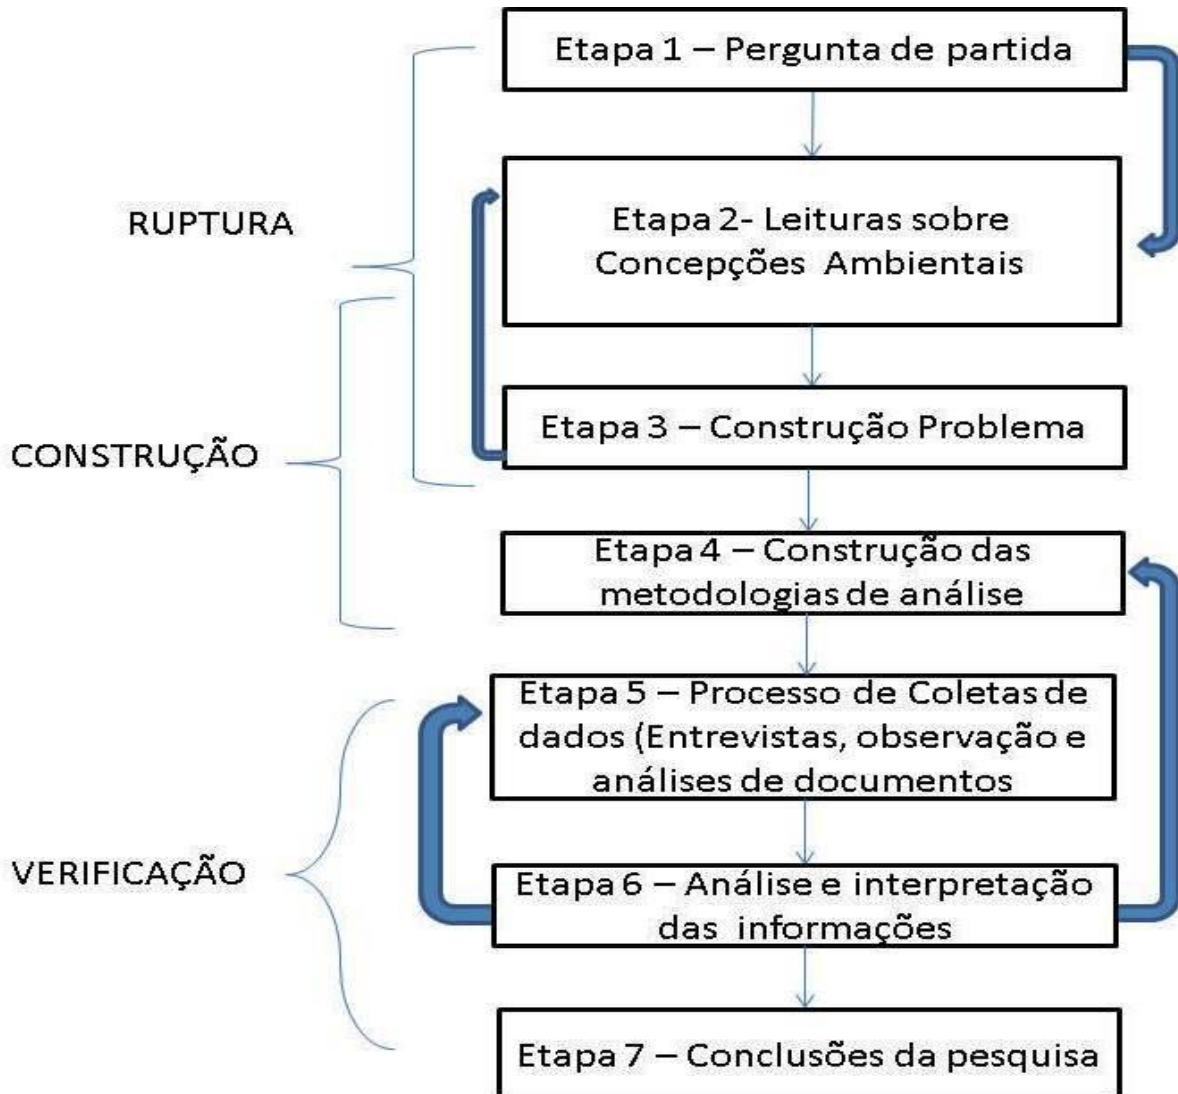 Etapa 1 – Pergunta de partida
RUPTURA
Etapa 2- Leituras sobre
Concepções Ambientais
CONSTRUÇÃO
Etapa 3 – Construção Problema
Etapa 4 – Construção das
metodologias de análise
Etapa 5 – Processo de Coletas de
dados (Entrevistas, observação e
análises de documentos
VERIFICAÇÃO
Etapa 6 – Análise e interpretação
das informações
Etapa 7 – Conclusões da pesquisa